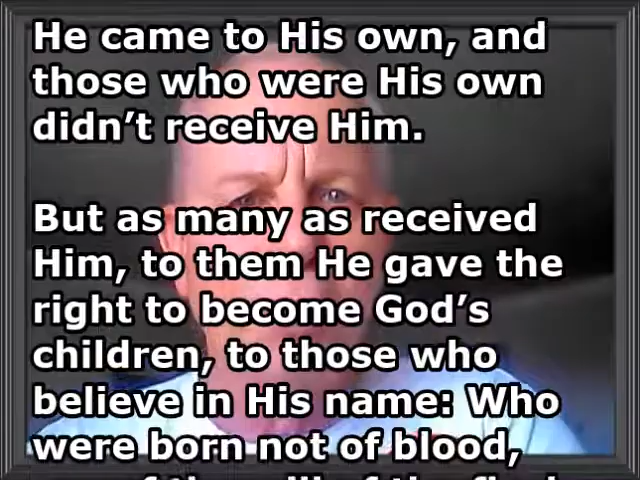 He came to His own, and
those who were His own
didn’t receive Him.
But as many as received
Him, to them He gave the
right to become God’s
children, to those who
believe in His name: Who
were born not of blood,